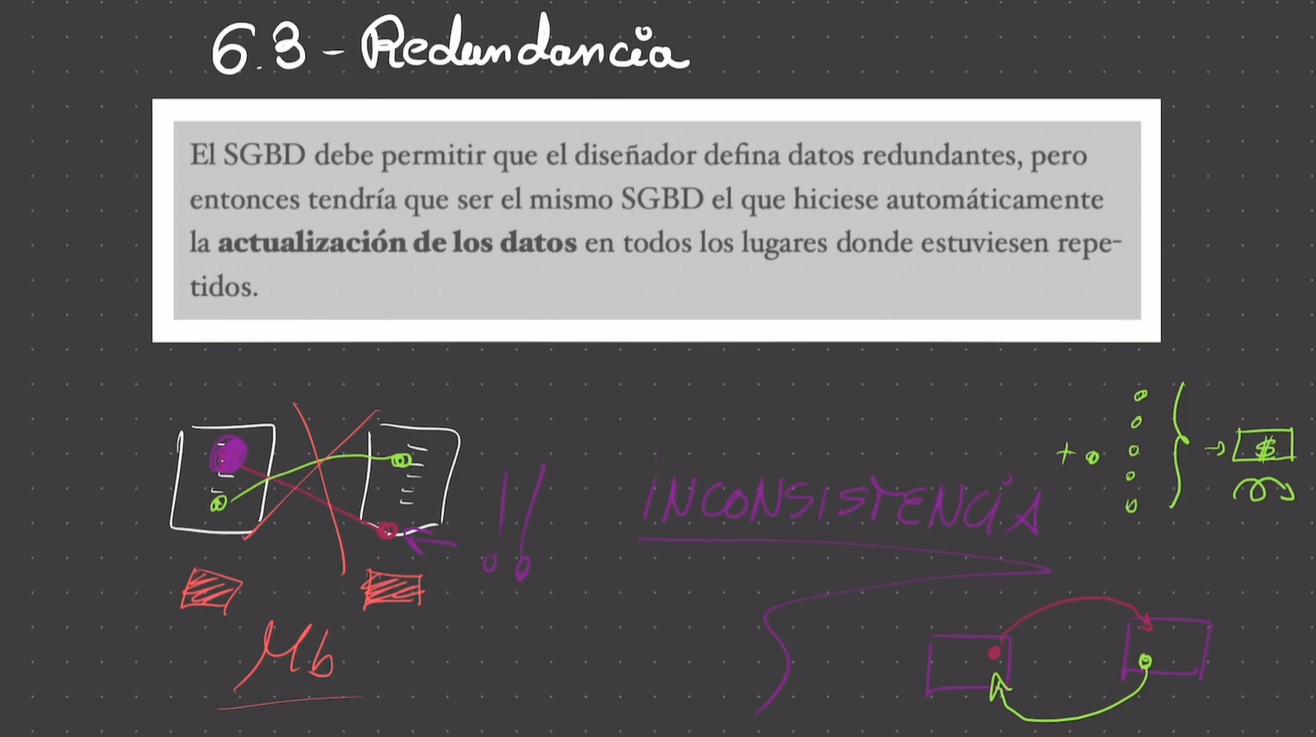 6.3 - Redundancia
El SGBD debe permitir que el diseñador defina datos redundantes, pero
entonces tendría que ser el mismo SGBD el que hiciese automáticamente
la actualización de los datos en todos los lugares donde estuviesen repe-
tidos.
+
$
!!
INCONSISTENCIA
Mb